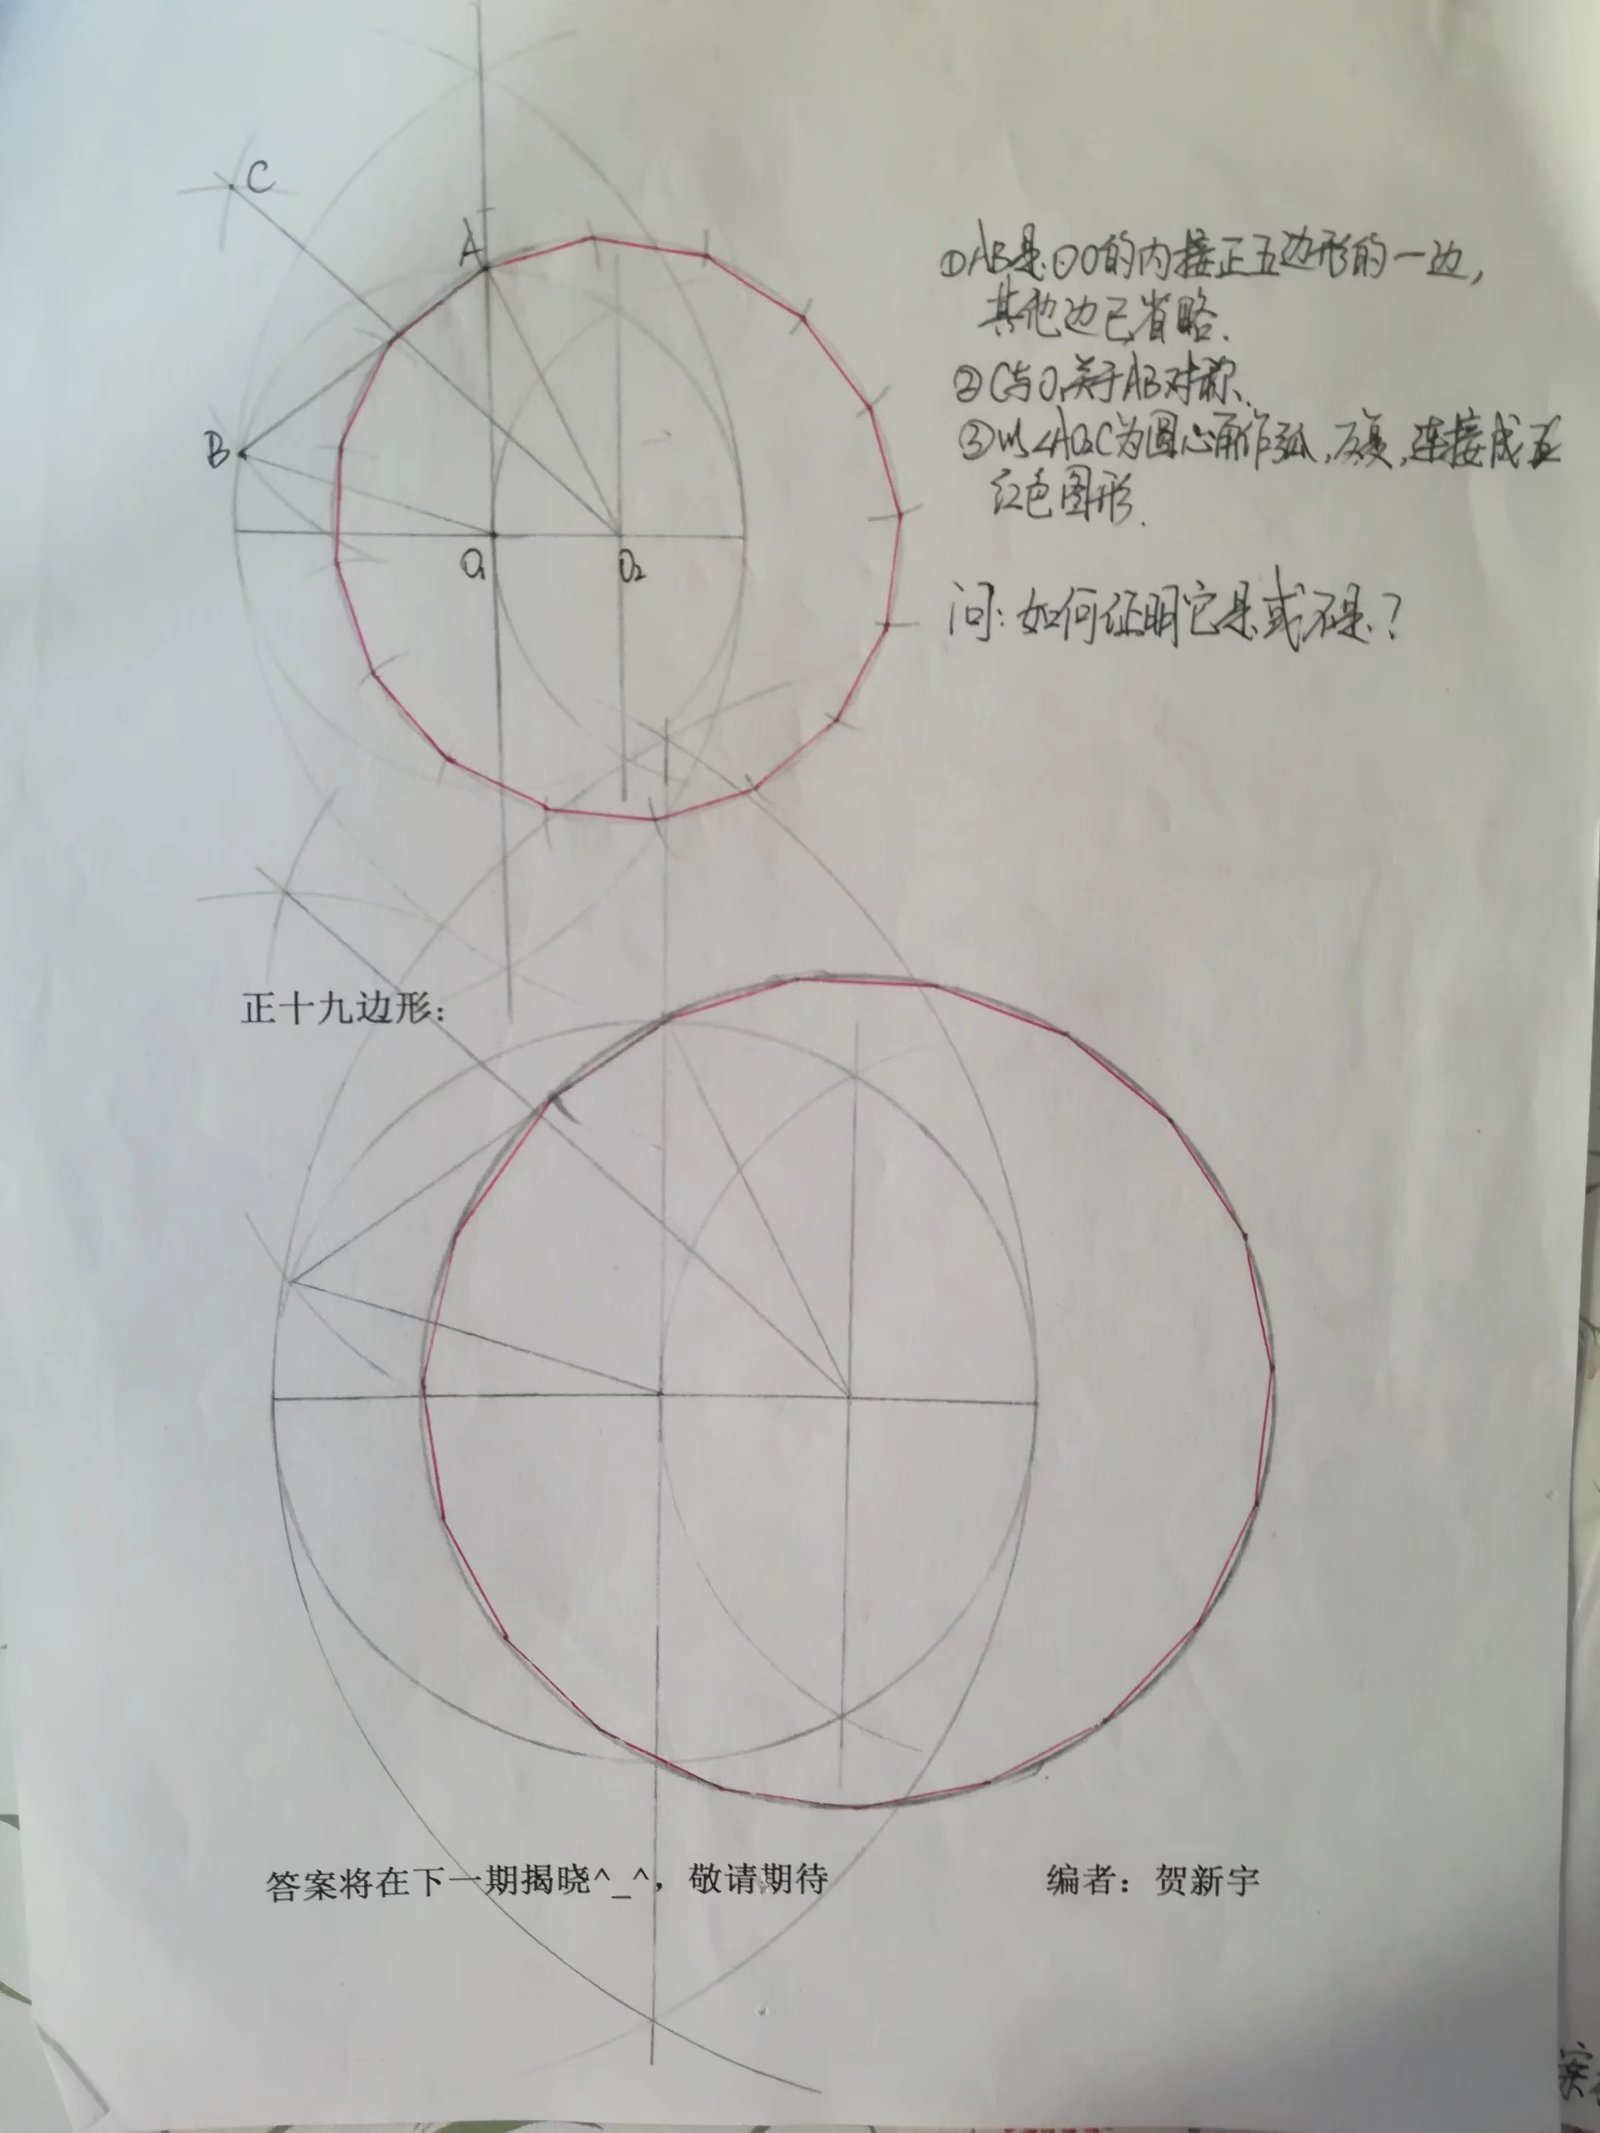 C
A
①AB是⊙O的内接正五边形的一边,
其他边已省略.
②C与O₁关于AB对称.
B
③以∠AO₂C为圆心角作弧,反复,连接成
红色图形.
O₁ O₂
问:如何证明它是或不是?
正十九边形：
答案将在下一期揭晓^_^，敬请期待 编者：贺新宇